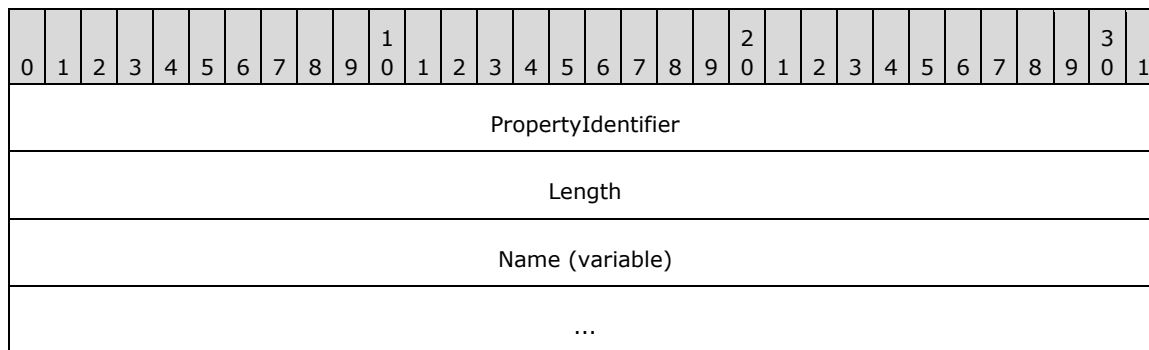 1 2 3
0 1 2 3 4 5 6 7 8 9 0 1 2 3 4 5 6 7 8 9 0 1 2 3 4 5 6 7 8 9 0 1
PropertyIdentifier
Length
Name (variable)
...